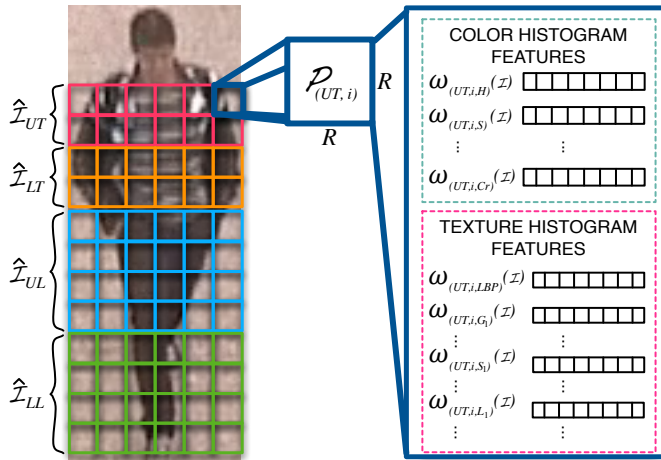 Î_UT
Î_LT
Î_UL
Î_LL
P_(UT, i)
R
R
COLOR HISTOGRAM
FEATURES
ω_(UT,i,H)(I)
ω_(UT,i,S)(I)
⋮ ⋮
ω_(UT,i,Cr)(I)
TEXTURE HISTOGRAM
FEATURES
ω_(UT,i,LBP)(I)
ω_(UT,i,G₁)(I)
⋮ ⋮
ω_(UT,i,S₁)(I)
⋮ ⋮
ω_(UT,i,L₁)(I)
⋮ ⋮